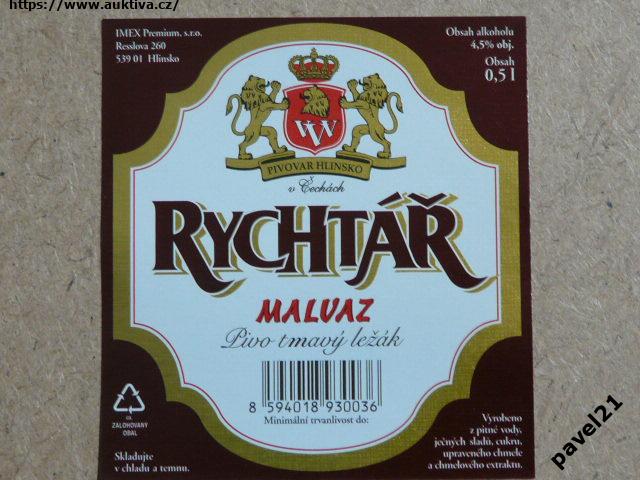 https://www.auktiva.cz/
IMEX Premium, s.r.o.
Resslova 260
539 01 Hlinsko
Obsah alkoholu
4,5% obj.
Obsah
0,5 l
PIVOVAR HLINSKO
v Čechách
RYCHTÁŘ
MALVAZ
Pivo tmavý ležák
8 594018 930036
Minimální trvanlivost do:
ZALOHOVANY
OBAL
Skladujte
v chladu a temnu.
Vyrobeno
z pitné vody,
ječných sladů, cukru,
upraveného chmele
a chmelového extraktu.
pavel21